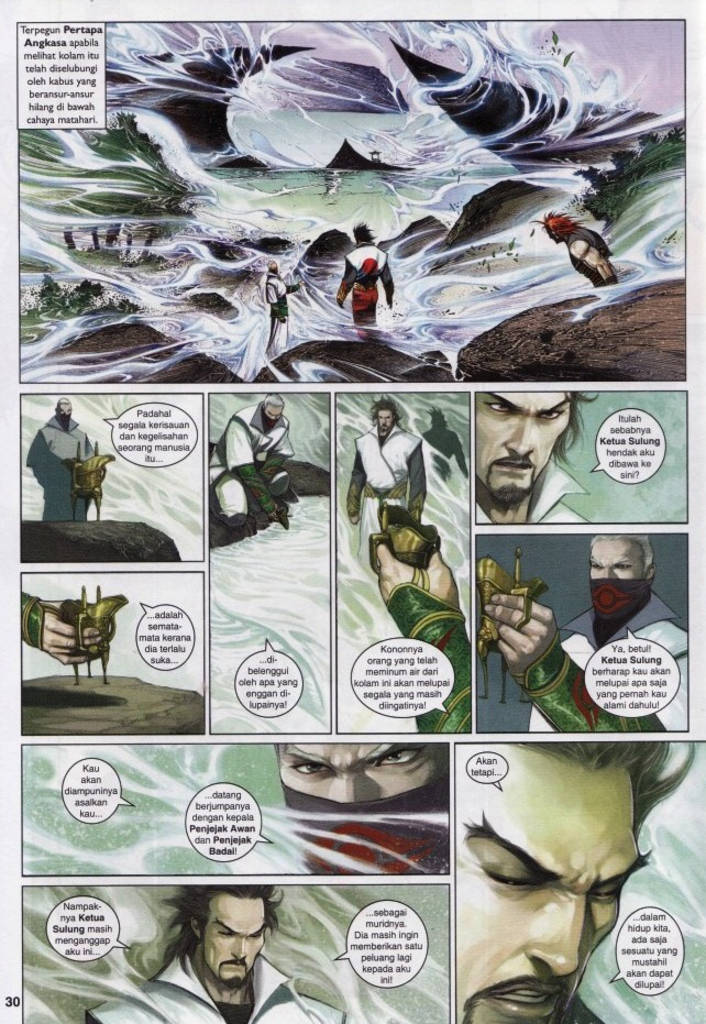 Terpegun Pertapa
Angkasa apabila
melihat kolam itu
telah diselubungi
oleh kabus yang
beransur-ansur
hilang di bawah
cahaya matahari.
Padahal
segala kerisauan
dan kegelisahan
seorang manusia
itu...
...adalah
semata-
mata kerana
dia terlalu
suka...
...di-
belenggui
oleh apa yang
enggan di-
lupainya!
Kononnya
orang yang telah
meminum air dari
kolam ini akan melupai
segala yang masih
diingatinya!
Itulah
sebabnya
Ketua Sulung
hendak aku
dibawa ke
sini?
Ya, betul!
Ketua Sulung
berharap kau akan
melupai apa saja
yang pernah kau
alami dahulu!
Kau
akan
diampuninya
asalkan
kau...
...datang
berjumpanya
dengan kepala
Penjejak Awan
dan Penjejak
Badai!
Nampak-
nya Ketua
Sulung masih
menganggap
aku ini...
...sebagai
muridnya.
Dia masih ingin
memberikan satu
peluang lagi
kepada aku
ini!
Akan
tetapi...
...dalam
hidup kita,
ada saja
sesuatu yang
mustahil
akan dapat
dilupai!
30